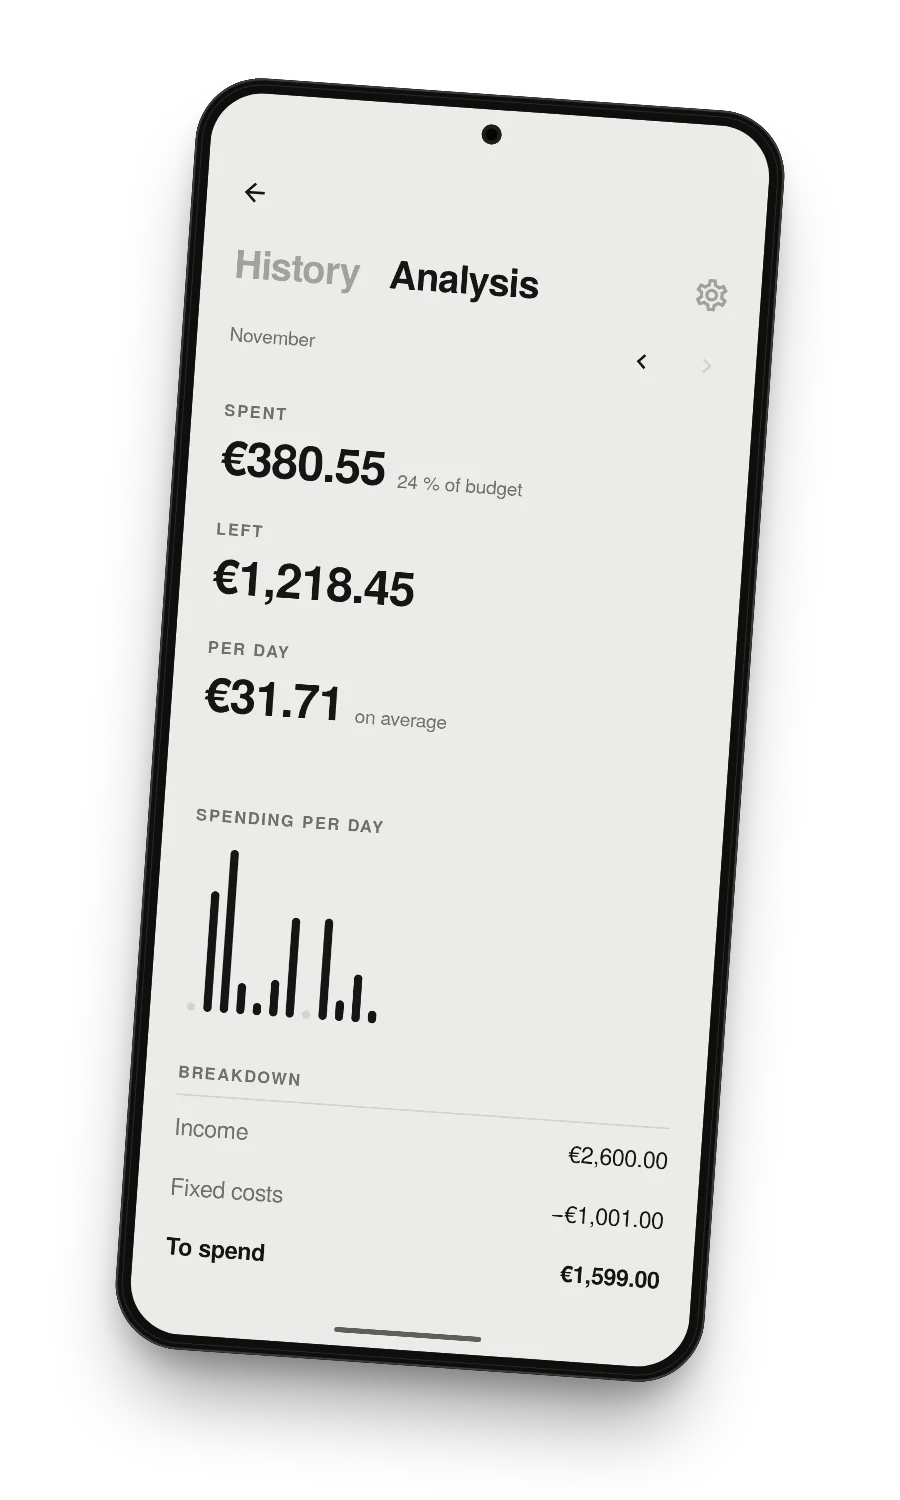 History Analysis
November
SPENT
€380.55 24 % of budget
LEFT
€1,218.45
PER DAY
€31.71 on average
SPENDING PER DAY
BREAKDOWN
Income €2,600.00
Fixed costs −€1,001.00
To spend €1,599.00